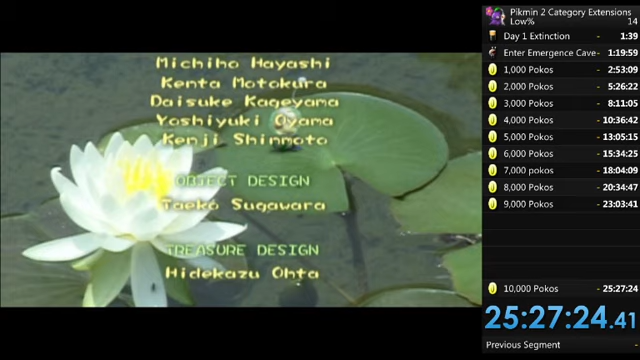 Michiho Hayashi
Kenta Motokura
Daisuke Kageyama
Yoshiyuki Oyama
Kenji Shinmoto
OBJECT DESIGN
Taeko Sugawara
TREASURE DESIGN
Hidekazu Ohta
Pikmin 2 Category Extensions
Low% 14
Day 1 Extinction - 1:39
Enter Emergence Cave - 1:19:59
1,000 Pokos - 2:53:09
2,000 Pokos - 5:26:22
3,000 Pokos - 8:11:05
4,000 Pokos - 10:36:42
5,000 Pokos - 13:05:15
6,000 Pokos - 15:34:25
7,000 pokos - 18:04:09
8,000 Pokos - 20:34:47
9,000 Pokos - 23:03:41
10,000 Pokos - 25:27:24
25:27:24.41
Previous Segment -